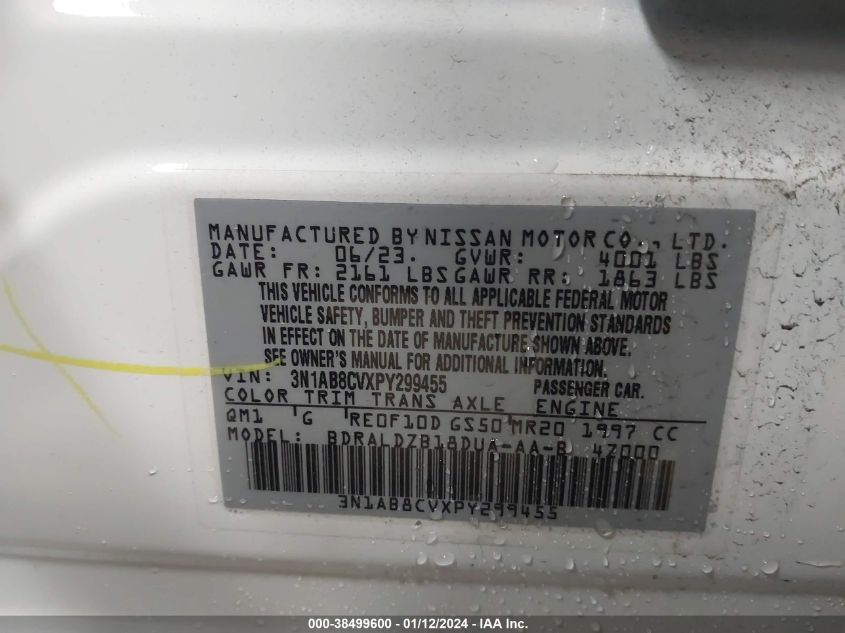 MANUFACTURED BY NISSAN MOTOR CO., LTD.
DATE: 06/23. GVWR: 4001 LBS
GAWR FR: 2161 LBS GAWR RR: 1863 LBS
THIS VEHICLE CONFORMS TO ALL APPLICABLE FEDERAL MOTOR
VEHICLE SAFETY, BUMPER AND THEFT PREVENTION STANDARDS
IN EFFECT ON THE DATE OF MANUFACTURE SHOWN ABOVE.
SEE OWNER'S MANUAL FOR ADDITIONAL INFORMATION.
VIN: 3N1AB8CVXPY299455 PASSENGER CAR.
COLOR TRIM TRANS AXLE ENGINE
QM1 G RE0F10D GS50 MR20 1997 CC
MODEL: BDRALDZB18DUA-AA-B 4Z000
3N1AB8CVXPY299455
000-38499600 - 01/12/2024 - IAA Inc.